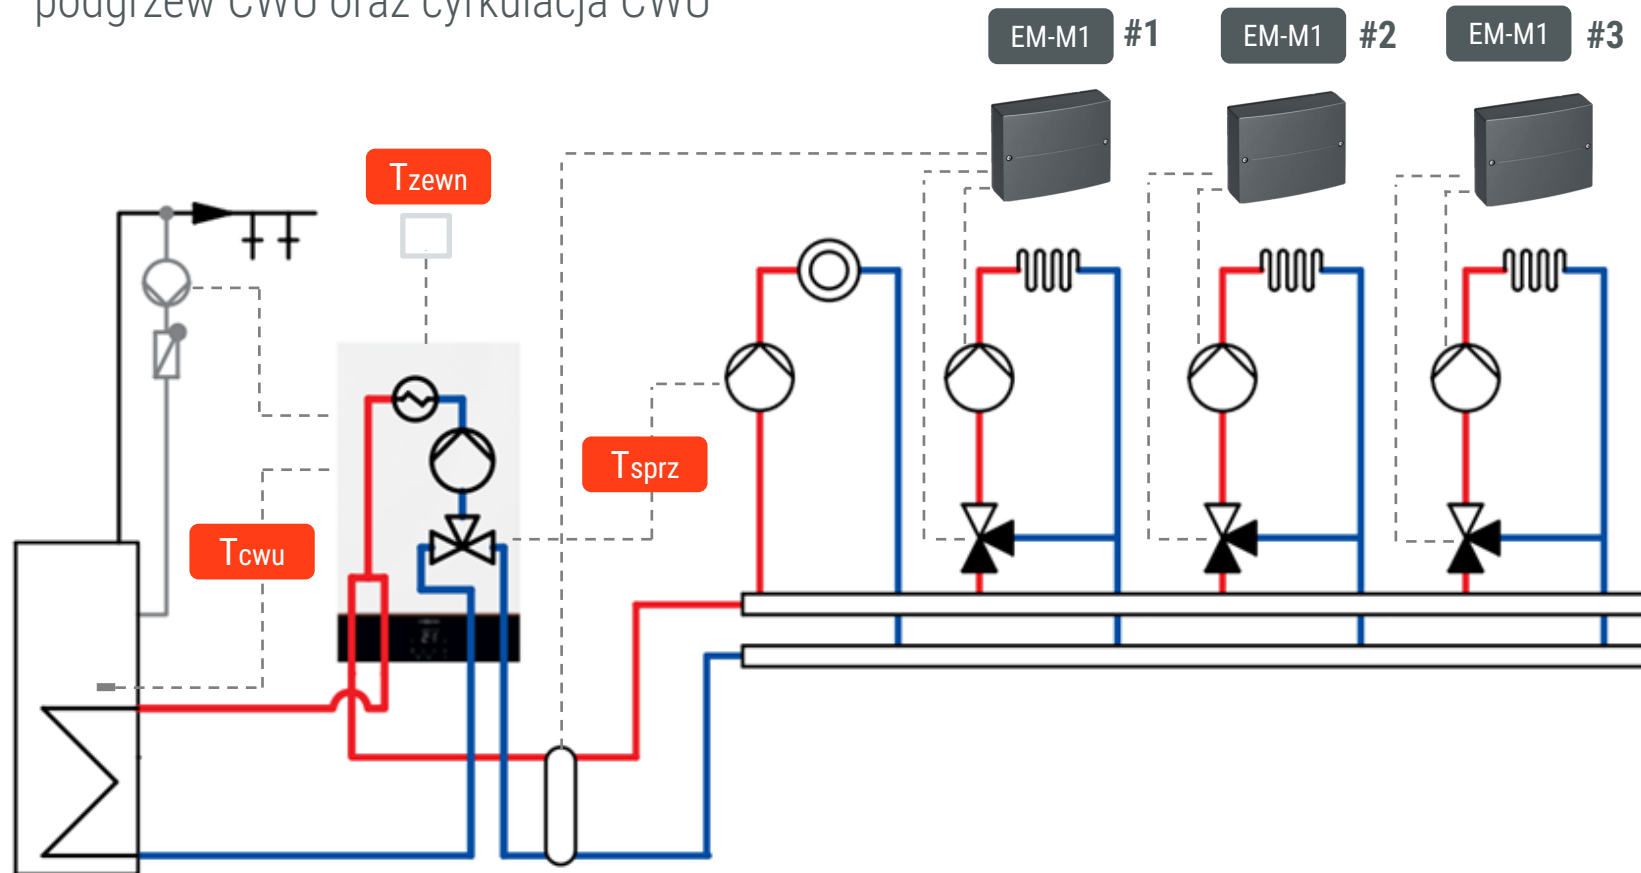 podgrzew CWU oraz cyrkulacja CWU
EM-M1 #1
EM-M1 #2
EM-M1 #3
Tzewn
Tsprz
Tcwu